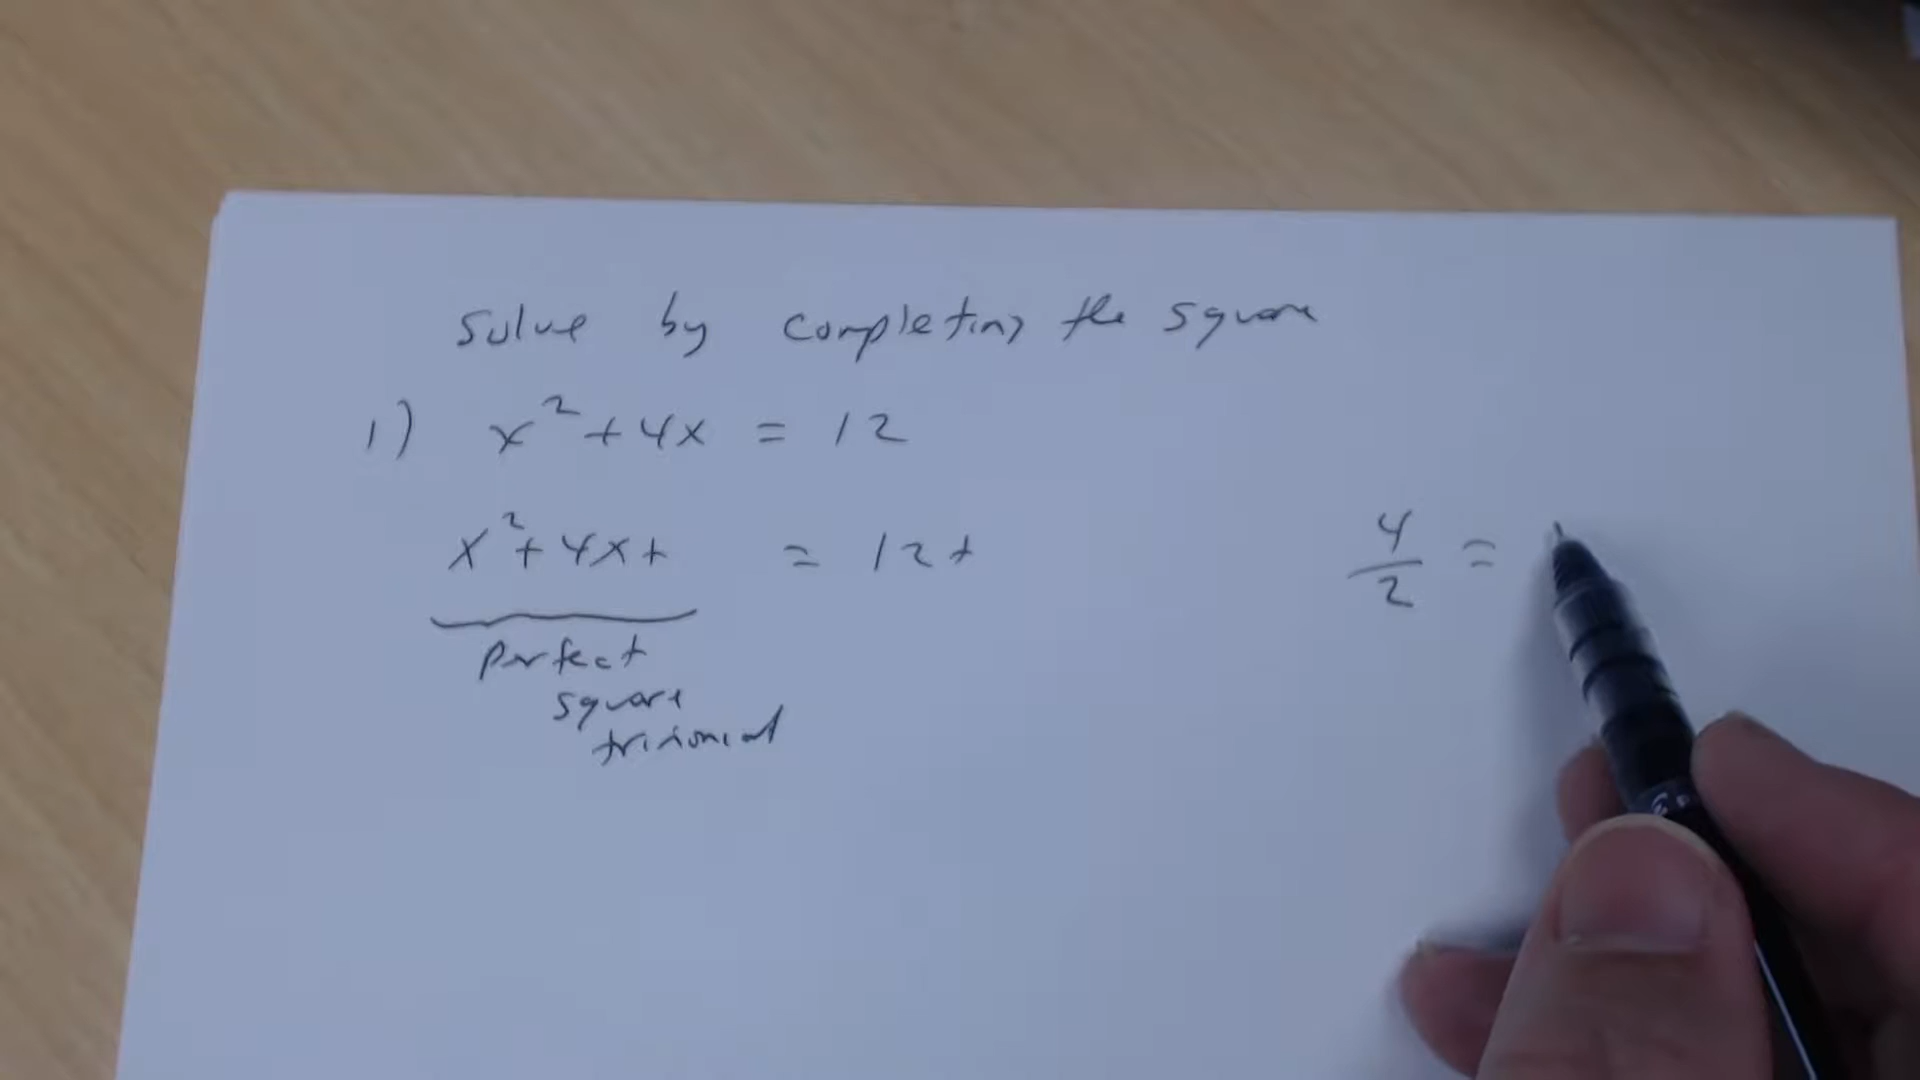 Solve by completing the square
1) x² + 4x = 12
x² + 4x + = 12 +
4/2 =
perfect
square
trinomial